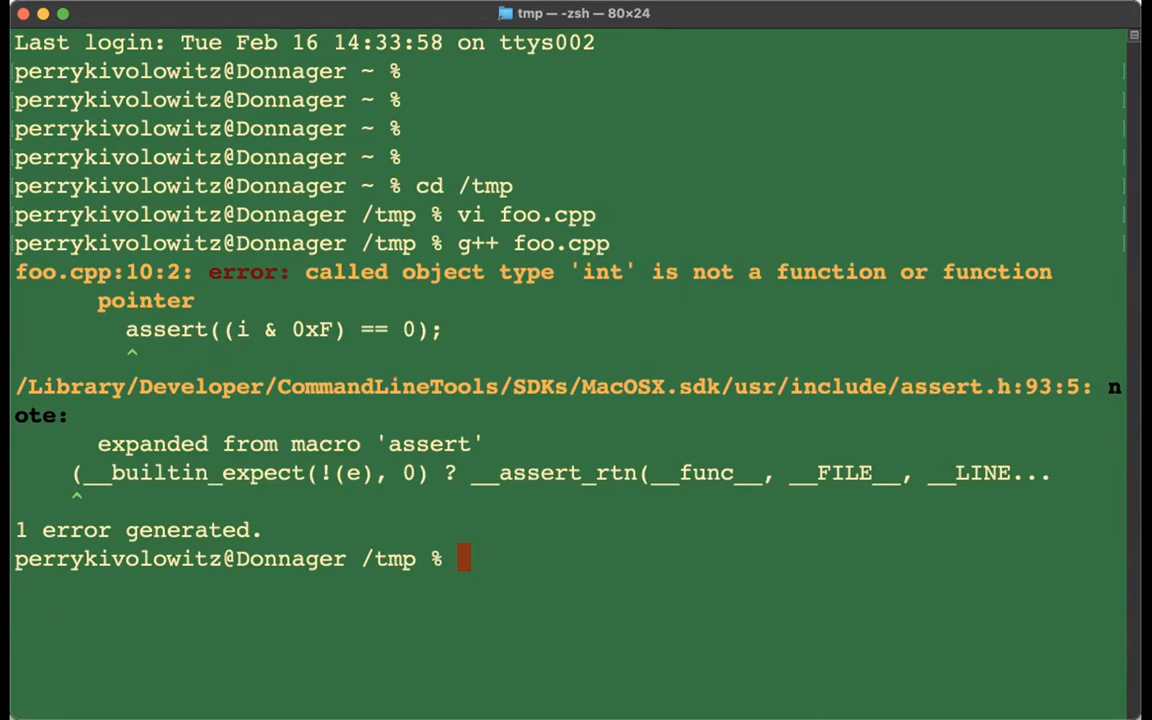 tmp — -zsh — 80×24
Last login: Tue Feb 16 14:33:58 on ttys002
perrykivolowitz@Donnager ~ %
perrykivolowitz@Donnager ~ %
perrykivolowitz@Donnager ~ %
perrykivolowitz@Donnager ~ %
perrykivolowitz@Donnager ~ % cd /tmp
perrykivolowitz@Donnager /tmp % vi foo.cpp
perrykivolowitz@Donnager /tmp % g++ foo.cpp
foo.cpp:10:2: error: called object type 'int' is not a function or function
pointer
assert((i & 0xF) == 0);
^
/Library/Developer/CommandLineTools/SDKs/MacOSX.sdk/usr/include/assert.h:93:5: n
ote:
expanded from macro 'assert'
(__builtin_expect(!(e), 0) ? __assert_rtn(__func__, __FILE__, __LINE...
^
1 error generated.
perrykivolowitz@Donnager /tmp %